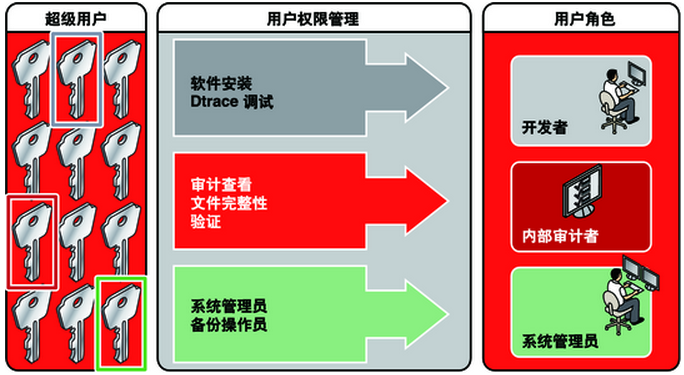 超级用户
用户权限管理
用户角色
软件安装
Dtrace 调试
审计查看
文件完整性
验证
系统管理员
备份操作员
开发者
内部审计者
系统管理员